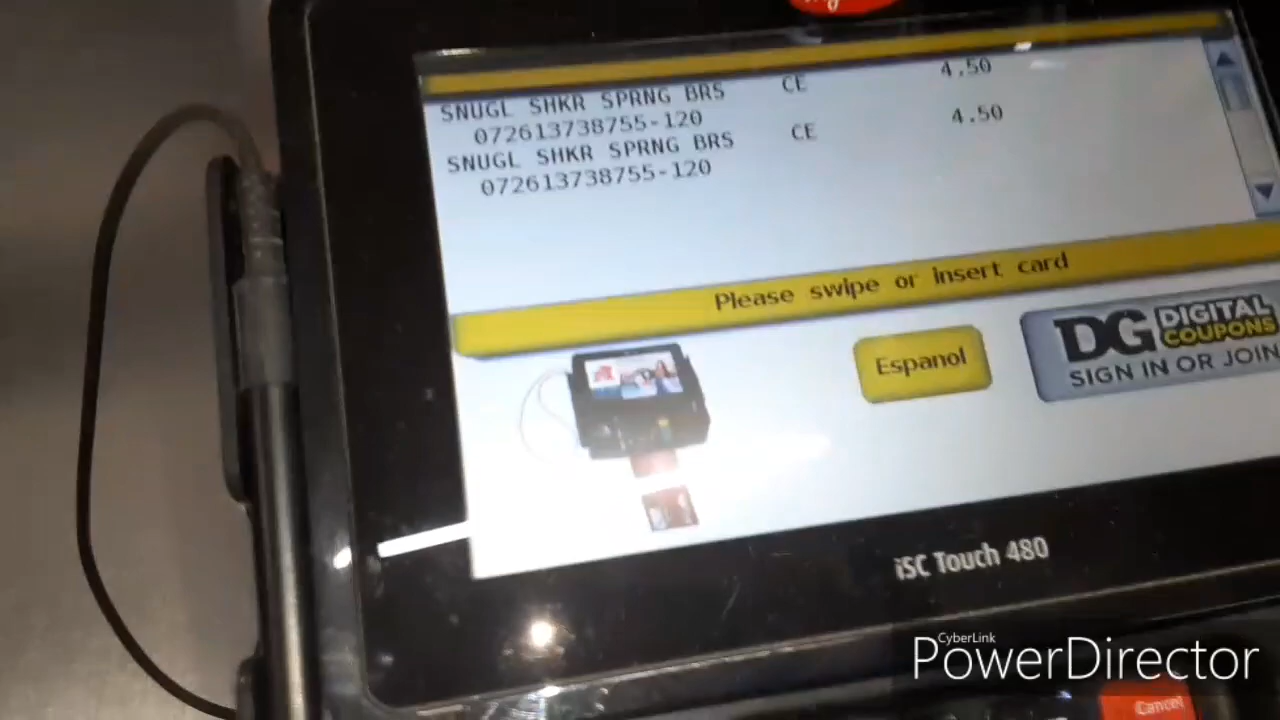 SNUGL SHKR SPRNG BRS CE 4.50
072613738755-120
SNUGL SHKR SPRNG BRS CE 4.50
072613738755-120
Please swipe or insert card
Espanol
DG DIGITAL COUPONS
SIGN IN OR JOIN
iSC Touch 480
CyberLink
PowerDirector
Cancel